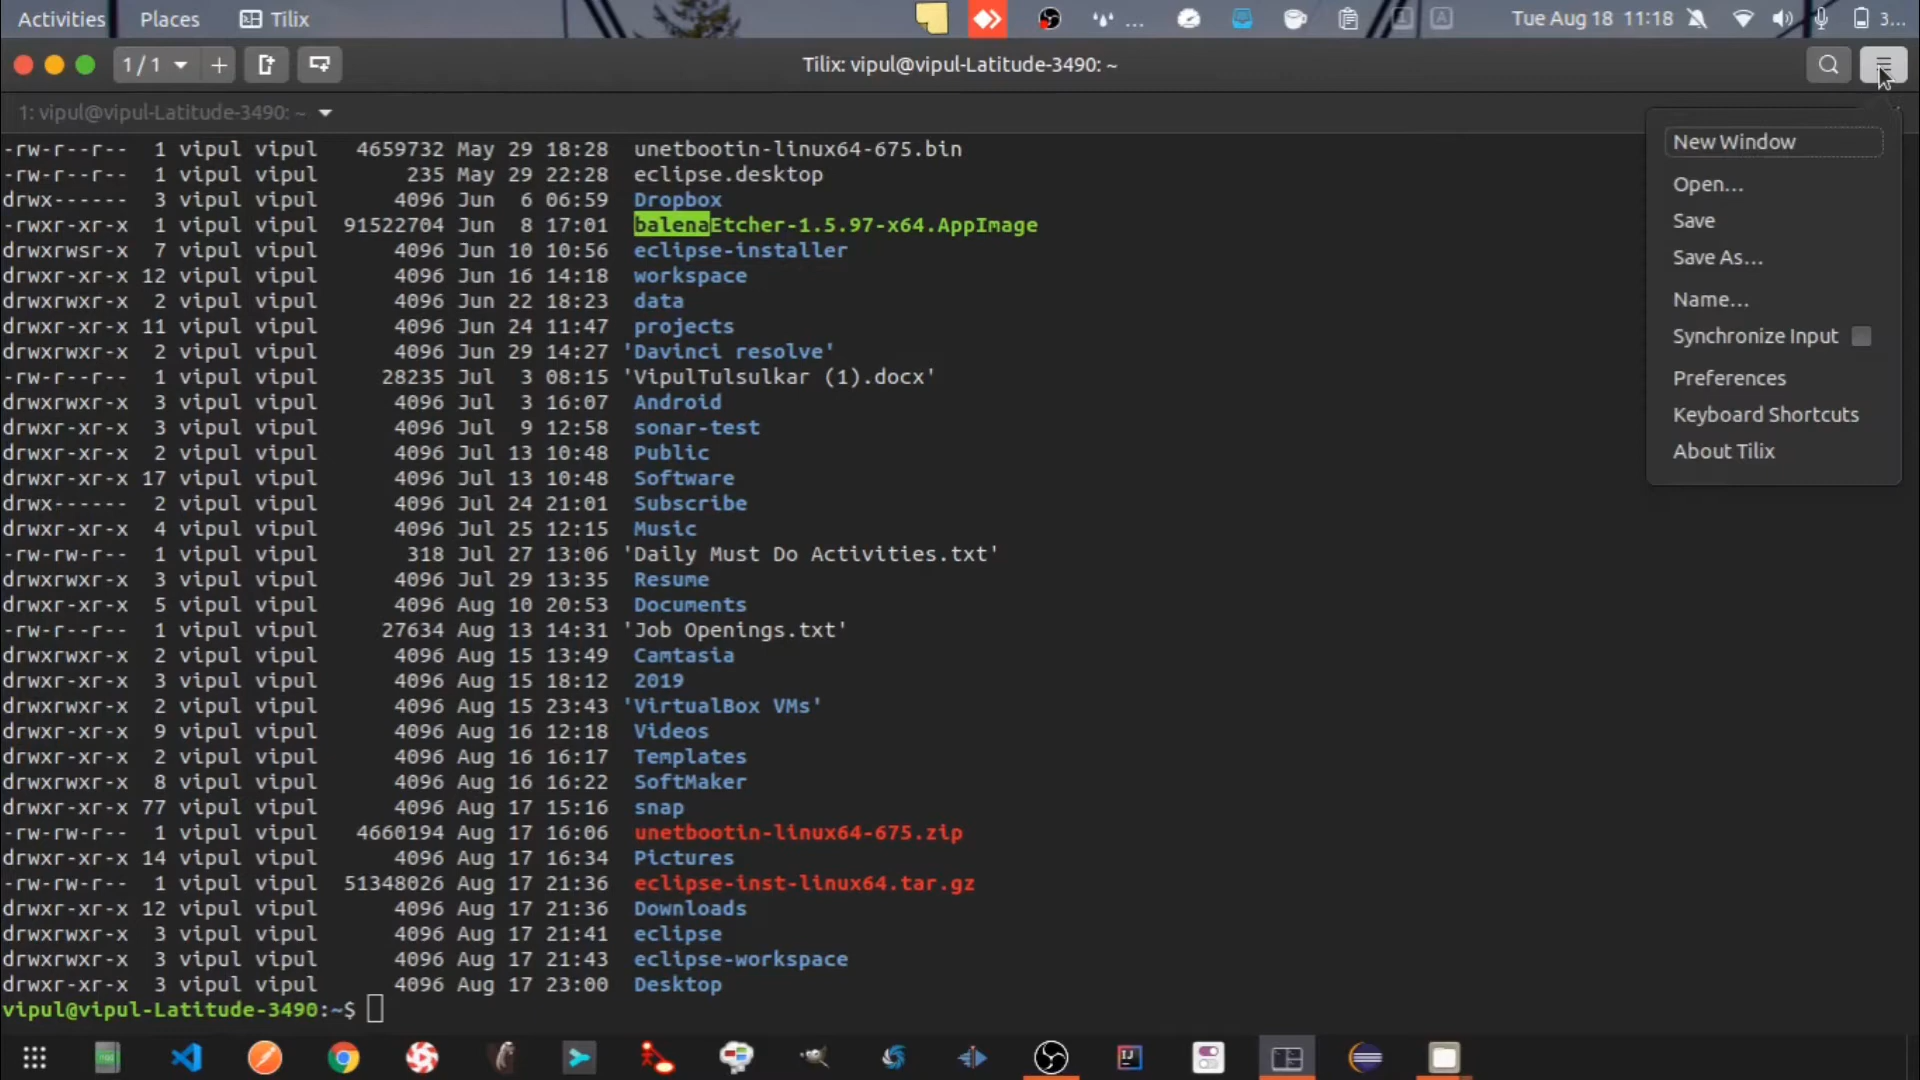 Activities Places Tilix ... Tue Aug 18 11:18 3...
1 / 1 Tilix: vipul@vipul-Latitude-3490: ~
1: vipul@vipul-Latitude-3490: ~
-rw-r--r-- 1 vipul vipul 4659732 May 29 18:28 unetbootin-linux64-675.bin
-rw-r--r-- 1 vipul vipul 235 May 29 22:28 eclipse.desktop
drwx------ 3 vipul vipul 4096 Jun 6 06:59 Dropbox
-rwxr-xr-x 1 vipul vipul 91522704 Jun 8 17:01 balenaEtcher-1.5.97-x64.AppImage
drwxrwsr-x 7 vipul vipul 4096 Jun 10 10:56 eclipse-installer
drwxr-xr-x 12 vipul vipul 4096 Jun 16 14:18 workspace
drwxrwxr-x 2 vipul vipul 4096 Jun 22 18:23 data
drwxr-xr-x 11 vipul vipul 4096 Jun 24 11:47 projects
drwxrwxr-x 2 vipul vipul 4096 Jun 29 14:27 'Davinci resolve'
-rw-r--r-- 1 vipul vipul 28235 Jul 3 08:15 'VipulTulsulkar (1).docx'
drwxrwxr-x 3 vipul vipul 4096 Jul 3 16:07 Android
drwxrwxr-x 3 vipul vipul 4096 Jul 9 12:58 sonar-test
drwxr-xr-x 2 vipul vipul 4096 Jul 13 10:48 Public
drwxr-xr-x 17 vipul vipul 4096 Jul 13 10:48 Software
drwx------ 2 vipul vipul 4096 Jul 24 21:01 Subscribe
drwxr-xr-x 4 vipul vipul 4096 Jul 25 12:15 Music
-rw-rw-r-- 1 vipul vipul 318 Jul 27 13:06 'Daily Must Do Activities.txt'
drwxrwxr-x 3 vipul vipul 4096 Jul 29 13:35 Resume
drwxr-xr-x 5 vipul vipul 4096 Aug 10 20:53 Documents
-rw-r--r-- 1 vipul vipul 27634 Aug 13 14:31 'Job Openings.txt'
drwxrwxr-x 2 vipul vipul 4096 Aug 15 13:49 Camtasia
drwxrwxr-x 3 vipul vipul 4096 Aug 15 18:12 2019
drwxrwxr-x 2 vipul vipul 4096 Aug 15 23:43 'VirtualBox VMs'
drwxr-xr-x 9 vipul vipul 4096 Aug 16 12:18 Videos
drwxr-xr-x 2 vipul vipul 4096 Aug 16 16:17 Templates
drwxrwxr-x 8 vipul vipul 4096 Aug 16 16:22 SoftMaker
drwxr-xr-x 77 vipul vipul 4096 Aug 17 15:16 snap
-rw-rw-r-- 1 vipul vipul 4660194 Aug 17 16:06 unetbootin-linux64-675.zip
drwxr-xr-x 14 vipul vipul 4096 Aug 17 16:34 Pictures
-rw-rw-r-- 1 vipul vipul 51348026 Aug 17 21:36 eclipse-inst-linux64.tar.gz
drwxr-xr-x 12 vipul vipul 4096 Aug 17 21:36 Downloads
drwxrwxr-x 3 vipul vipul 4096 Aug 17 21:41 eclipse
drwxrwxr-x 3 vipul vipul 4096 Aug 17 21:43 eclipse-workspace
drwxr-xr-x 3 vipul vipul 4096 Aug 17 23:00 Desktop
vipul@vipul-Latitude-3490:~$
New Window
Open...
Save
Save As...
Name...
Synchronize Input
Preferences
Keyboard Shortcuts
About Tilix